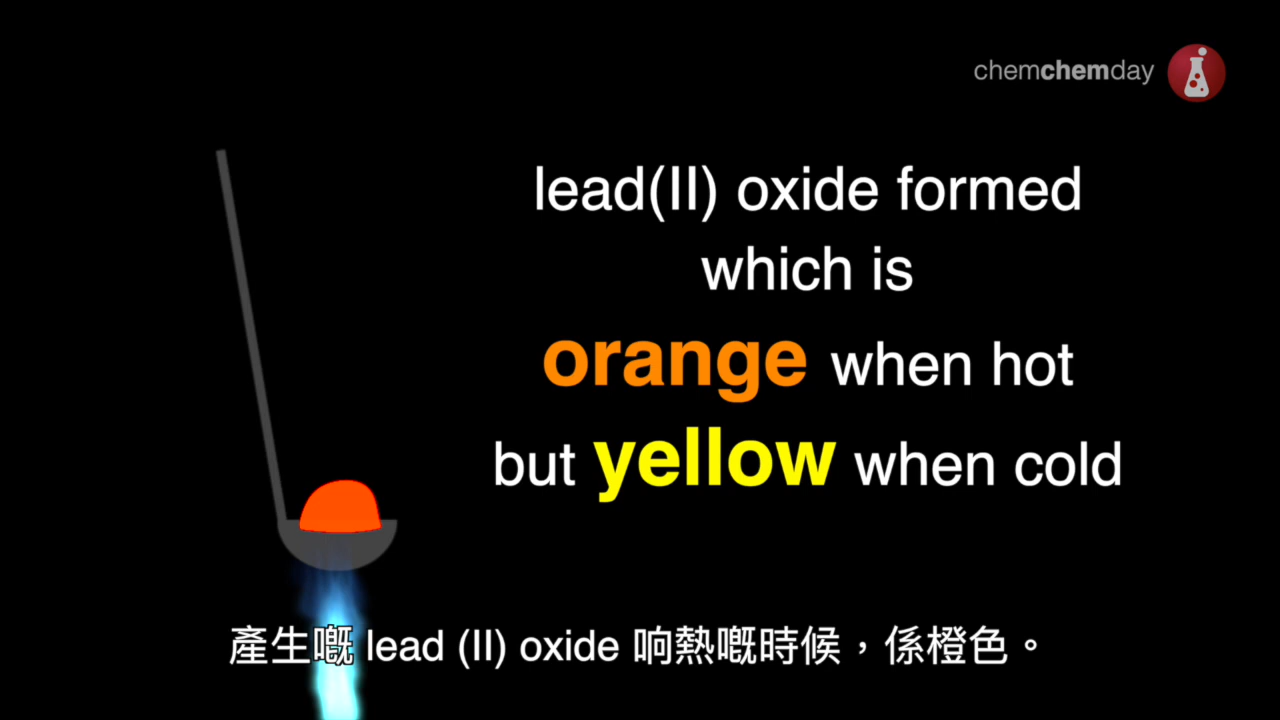 chemchemday
lead(II) oxide formed
which is
orange when hot
but yellow when cold
產生嘅 lead (II) oxide 响熱嘅時候，係橙色。